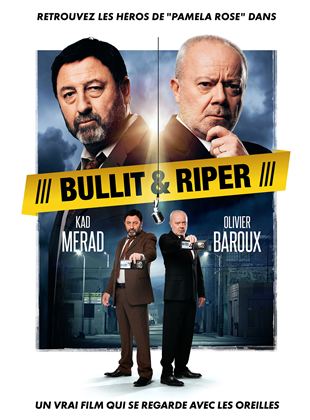 RETROUVEZ LES HÉROS DE "PAMELA ROSE" DANS
BULLIT & RIPER
KAD
MERAD
OLIVIER
BAROUX
UN VRAI FILM QUI SE REGARDE AVEC LES OREILLES